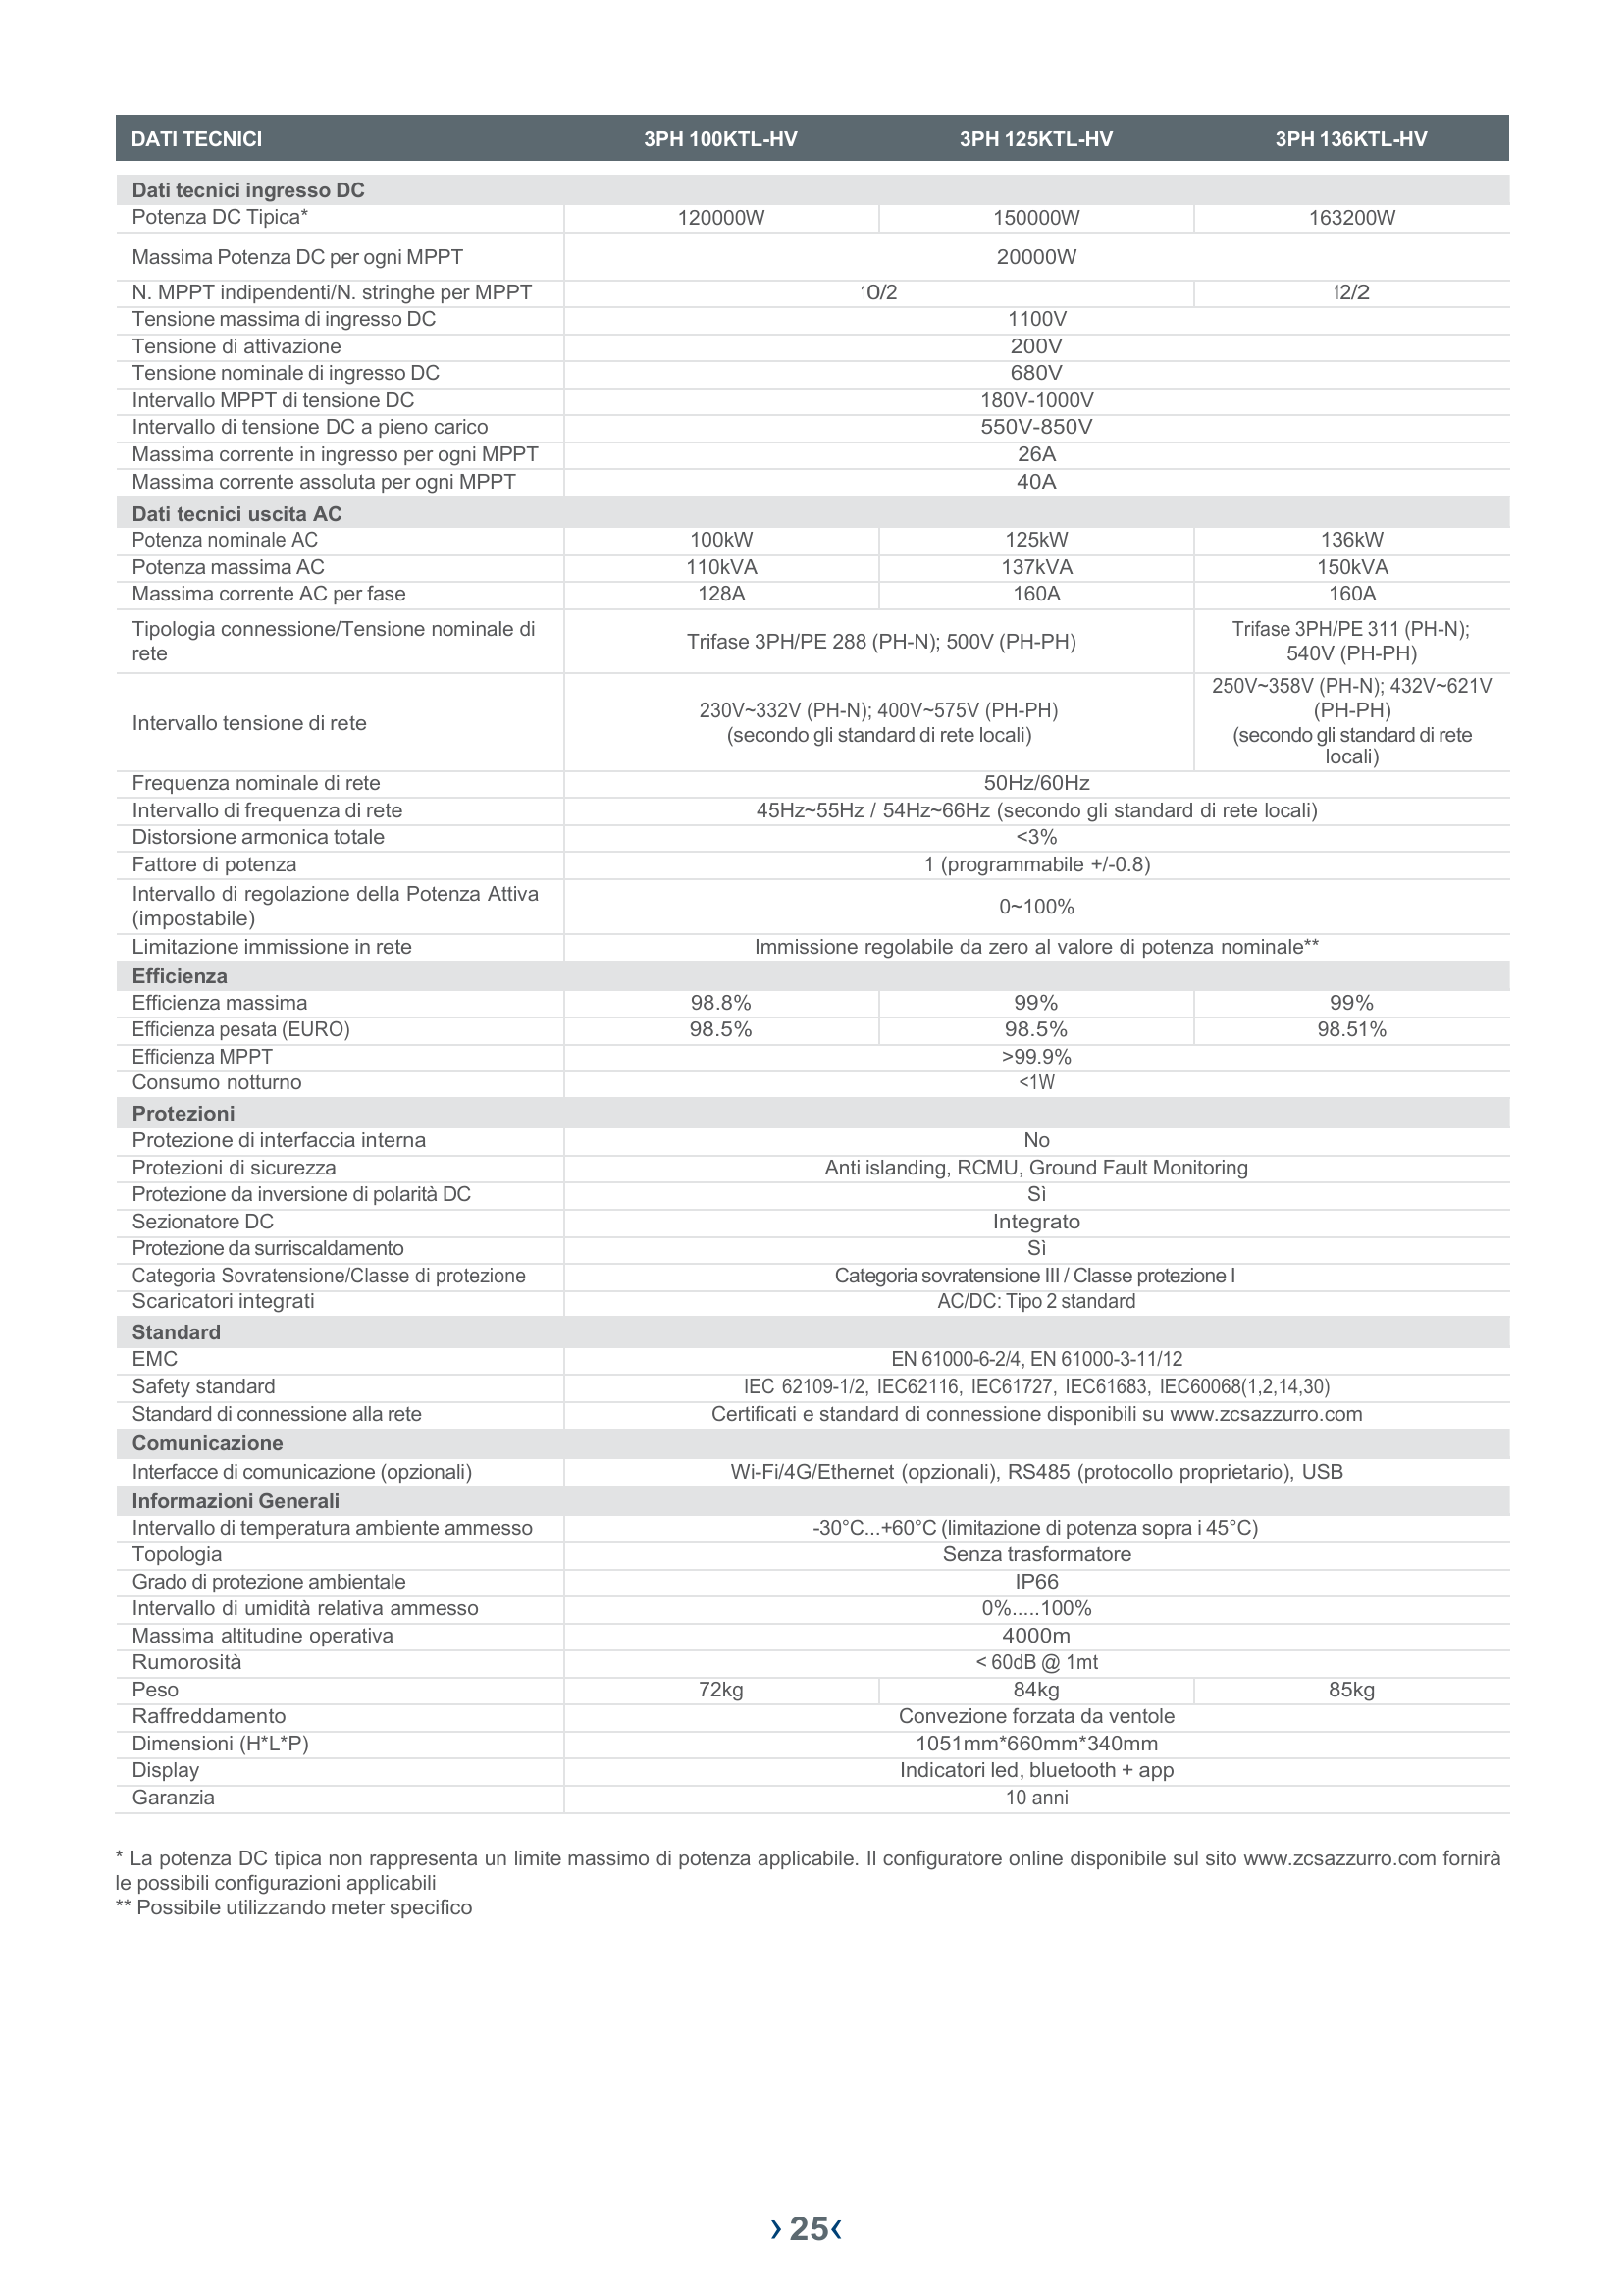 DATI TECNICI 3PH 100KTL-HV 3PH 125KTL-HV 3PH 136KTL-HV
Dati tecnici ingresso DC
Potenza DC Tipica* 120000W 150000W 163200W
Massima Potenza DC per ogni MPPT 20000W
N. MPPT indipendenti/N. stringhe per MPPT 10/2 12/2
Tensione massima di ingresso DC 1100V
Tensione di attivazione 200V
Tensione nominale di ingresso DC 680V
Intervallo MPPT di tensione DC 180V-1000V
Intervallo di tensione DC a pieno carico 550V-850V
Massima corrente in ingresso per ogni MPPT 26A
Massima corrente assoluta per ogni MPPT 40A
Dati tecnici uscita AC
Potenza nominale AC 100kW 125kW 136kW
Potenza massima AC 110kVA 137kVA 150kVA
Massima corrente AC per fase 128A 160A 160A
Tipologia connessione/Tensione nominale di
rete
Trifase 3PH/PE 288 (PH-N); 500V (PH-PH)
Trifase 3PH/PE 311 (PH-N);
540V (PH-PH)
Intervallo tensione di rete
230V~332V (PH-N); 400V~575V (PH-PH)
(secondo gli standard di rete locali)
250V~358V (PH-N); 432V~621V
(PH-PH)
(secondo gli standard di rete
locali)
Frequenza nominale di rete 50Hz/60Hz
Intervallo di frequenza di rete 45Hz~55Hz / 54Hz~66Hz (secondo gli standard di rete locali)
Distorsione armonica totale <3%
Fattore di potenza 1 (programmabile +/-0.8)
Intervallo di regolazione della Potenza Attiva
(impostabile)
0~100%
Limitazione immissione in rete Immissione regolabile da zero al valore di potenza nominale**
Efficienza
Efficienza massima 98.8% 99% 99%
Efficienza pesata (EURO) 98.5% 98.5% 98.51%
Efficienza MPPT >99.9%
Consumo notturno <1W
Protezioni
Protezione di interfaccia interna No
Protezioni di sicurezza Anti islanding, RCMU, Ground Fault Monitoring
Protezione da inversione di polarità DC Sì
Sezionatore DC Integrato
Protezione da surriscaldamento Sì
Categoria Sovratensione/Classe di protezione Categoria sovratensione III / Classe protezione I
Scaricatori integrati AC/DC: Tipo 2 standard
Standard
EMC EN 61000-6-2/4, EN 61000-3-11/12
Safety standard IEC 62109-1/2, IEC62116, IEC61727, IEC61683, IEC60068(1,2,14,30)
Standard di connessione alla rete Certificati e standard di connessione disponibili su www.zcsazzurro.com
Comunicazione
Interfacce di comunicazione (opzionali) Wi-Fi/4G/Ethernet (opzionali), RS485 (protocollo proprietario), USB
Informazioni Generali
Intervallo di temperatura ambiente ammesso -30°C...+60°C (limitazione di potenza sopra i 45°C)
Topologia Senza trasformatore
Grado di protezione ambientale IP66
Intervallo di umidità relativa ammesso 0%.....100%
Massima altitudine operativa 4000m
Rumorosità < 60dB @ 1mt
Peso 72kg 84kg 85kg
Raffreddamento Convezione forzata da ventole
Dimensioni (H*L*P) 1051mm*660mm*340mm
Display Indicatori led, bluetooth + app
Garanzia 10 anni
* La potenza DC tipica non rappresenta un limite massimo di potenza applicabile. Il configuratore online disponibile sul sito www.zcsazzurro.com fornirà
le possibili configurazioni applicabili
** Possibile utilizzando meter specifico
› 25‹